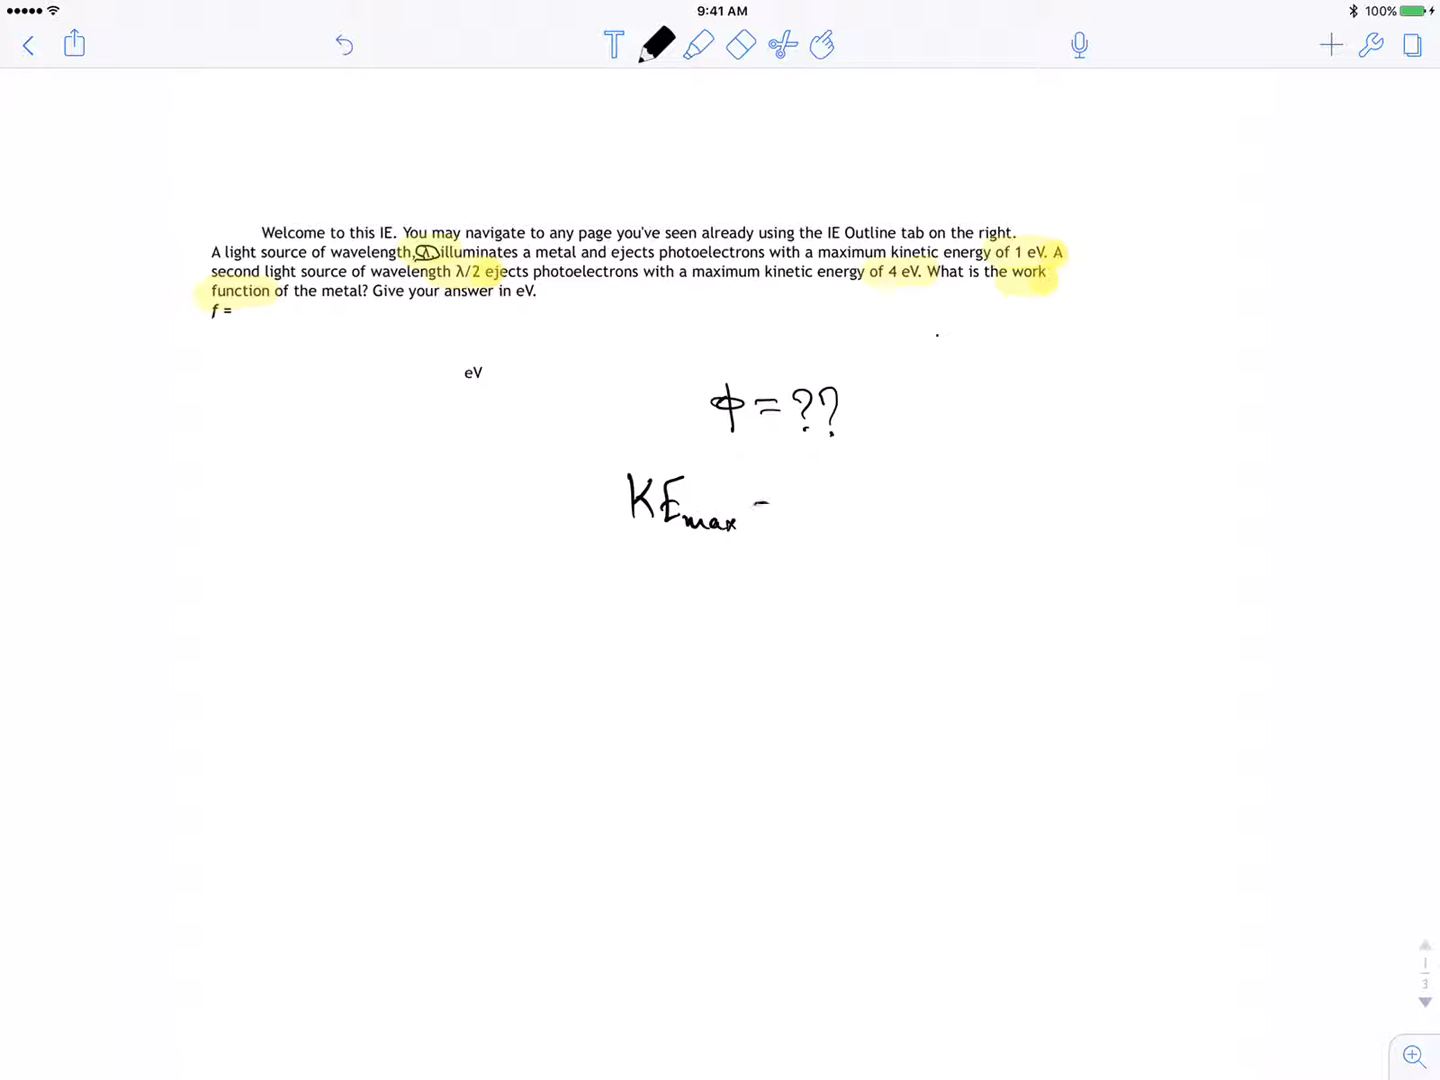 9:41 AM
100%
T
Welcome to this IE. You may navigate to any page you've seen already using the IE Outline tab on the right.
A light source of wavelength, λ, illuminates a metal and ejects photoelectrons with a maximum kinetic energy of 1 eV. A
second light source of wavelength λ/2 ejects photoelectrons with a maximum kinetic energy of 4 eV. What is the work
function of the metal? Give your answer in eV.
f =
eV
ϕ = ??
KEmax -
1
3